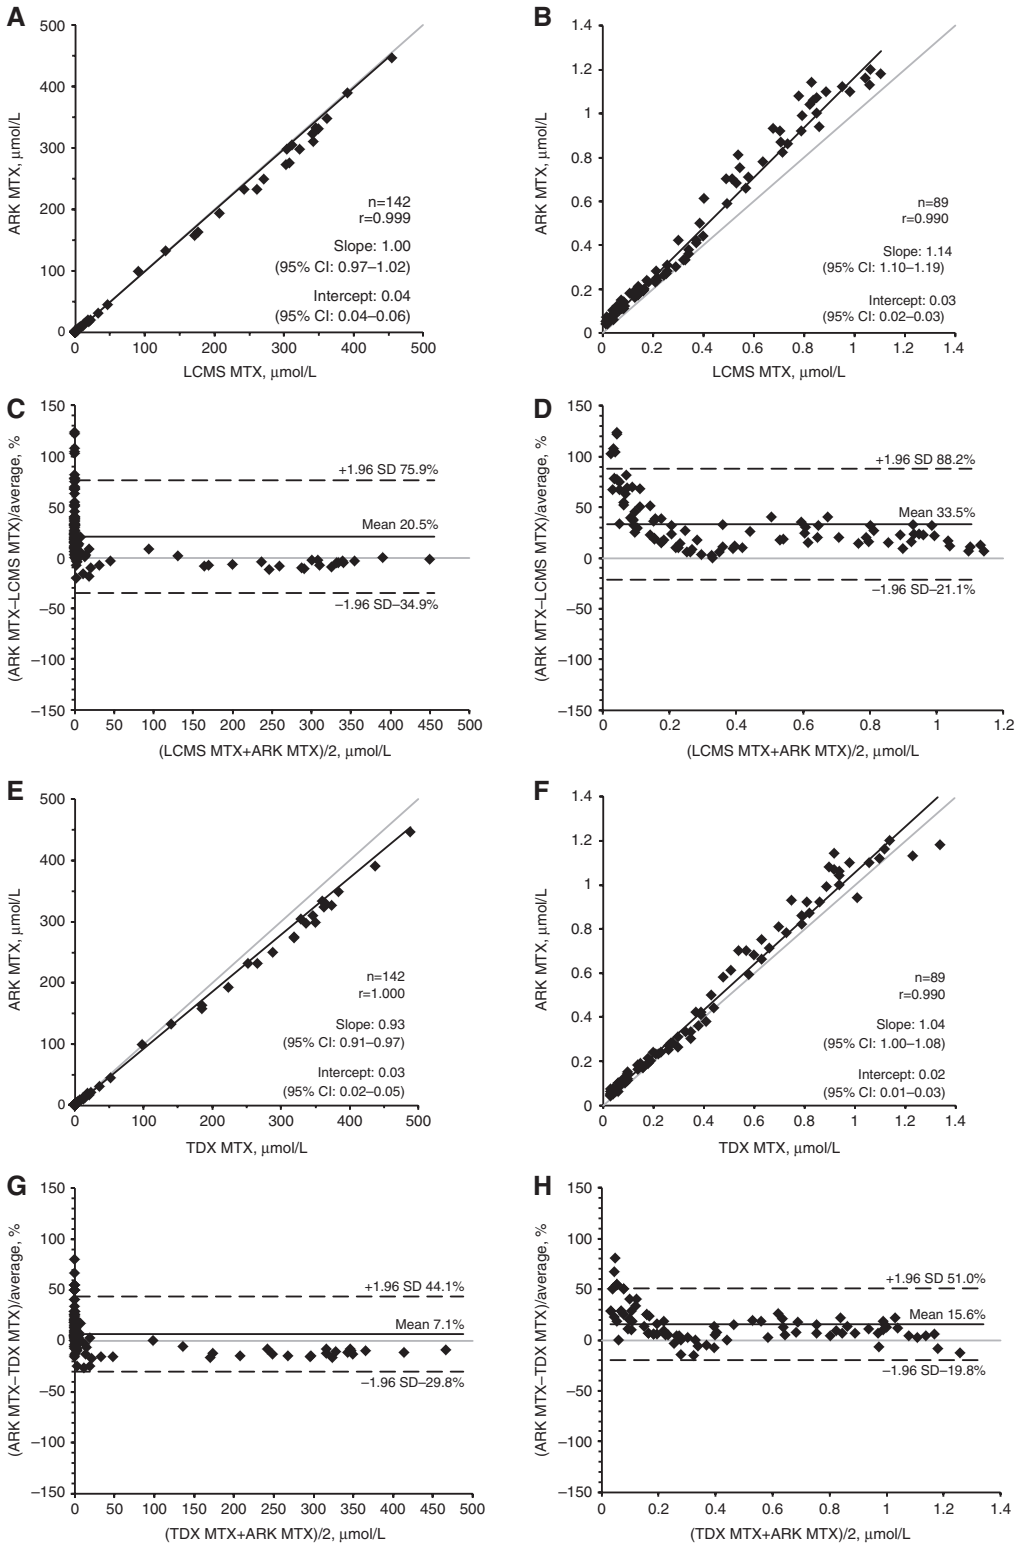 A
500
400
300
200
100
0
ARK MTX, μmol/L
n=142
r=0.999
Slope: 1.00
(95% CI: 0.97–1.02)
Intercept: 0.04
(95% CI: 0.04–0.06)
0 100 200 300 400 500
LCMS MTX, μmol/L
B
1.4
1.2
1
0.8
0.6
0.4
0.2
0
ARK MTX, μmol/L
n=89
r=0.990
Slope: 1.14
(95% CI: 1.10–1.19)
Intercept: 0.03
(95% CI: 0.02–0.03)
0 0.2 0.4 0.6 0.8 1 1.2 1.4
LCMS MTX, μmol/L
C
150
100
50
0
–50
–100
–150
(ARK MTX–LCMS MTX)/average, %
+1.96 SD 75.9%
Mean 20.5%
–1.96 SD–34.9%
0 50 100 150 200 250 300 350 400 450 500
(LCMS MTX+ARK MTX)/2, μmol/L
D
150
100
50
0
–50
–100
–150
(ARK MTX–LCMS MTX)/average, %
+1.96 SD 88.2%
Mean 33.5%
–1.96 SD–21.1%
0 0.2 0.4 0.6 0.8 1 1.2
(LCMS MTX+ARK MTX)/2, μmol/L
E
500
400
300
200
100
0
ARK MTX, μmol/L
n=142
r=1.000
Slope: 0.93
(95% CI: 0.91–0.97)
Intercept: 0.03
(95% CI: 0.02–0.05)
0 100 200 300 400 500
TDX MTX, μmol/L
F
1.4
1.2
1
0.8
0.6
0.4
0.2
0
ARK MTX, μmol/L
n=89
r=0.990
Slope: 1.04
(95% CI: 1.00–1.08)
Intercept: 0.02
(95% CI: 0.01–0.03)
0 0.2 0.4 0.6 0.8 1 1.2 1.4
TDX MTX, μmol/L
G
150
100
50
0
–50
–100
–150
(ARK MTX–TDX MTX)/average, %
+1.96 SD 44.1%
Mean 7.1%
–1.96 SD–29.8%
0 50 100 150 200 250 300 350 400 450 500
(TDX MTX+ARK MTX)/2, μmol/L
H
150
100
50
0
–50
–100
–150
(ARK MTX–TDX MTX)/average, %
+1.96 SD 51.0%
Mean 15.6%
–1.96 SD–19.8%
0 0.2 0.4 0.6 0.8 1 1.2 1.4
(TDX MTX+ARK MTX)/2, μmol/L